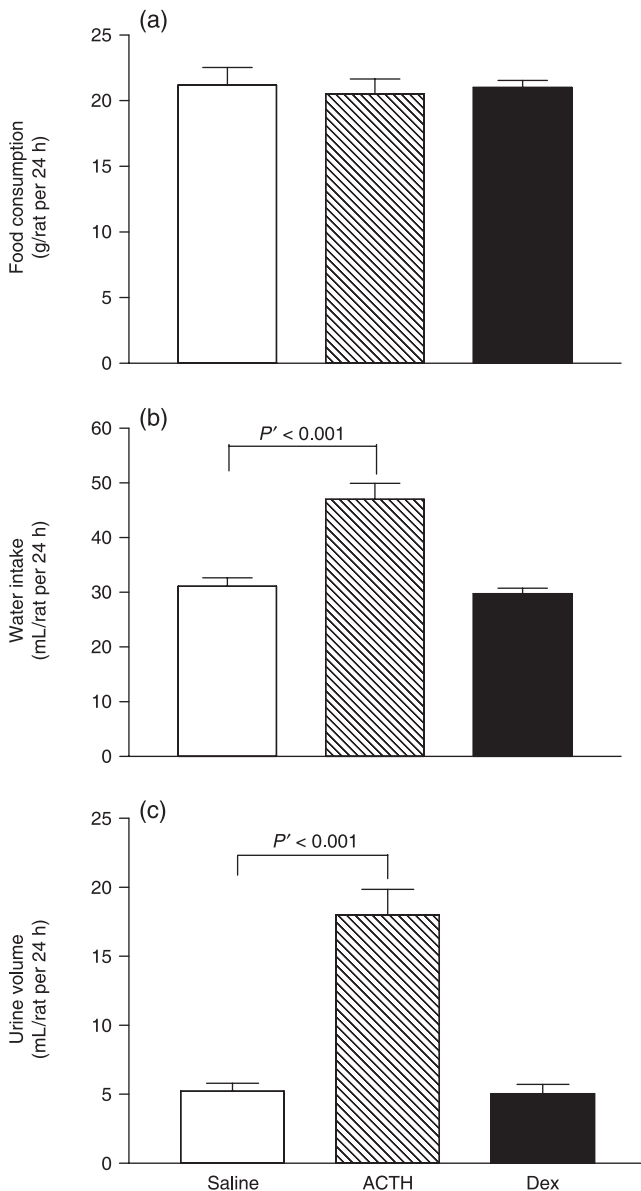 (a)
Food consumption
(g/rat per 24 h)
25
20
15
10
5
0
(b)
Water intake
(mL/rat per 24 h)
60
50
40
30
20
10
0
P′ < 0.001
(c)
Urine volume
(mL/rat per 24 h)
25
20
15
10
5
0
P′ < 0.001
Saline ACTH Dex